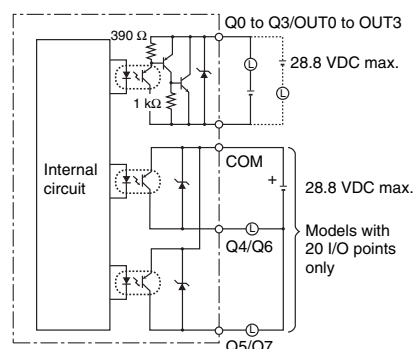 Q0 to Q3/OUT0 to OUT3
390 Ω
L
28.8 VDC max.
L
1 kΩ
Internal
circuit
COM
+
28.8 VDC max.
L
Q4/Q6
Models with
20 I/O points
only
L
Q5/Q7